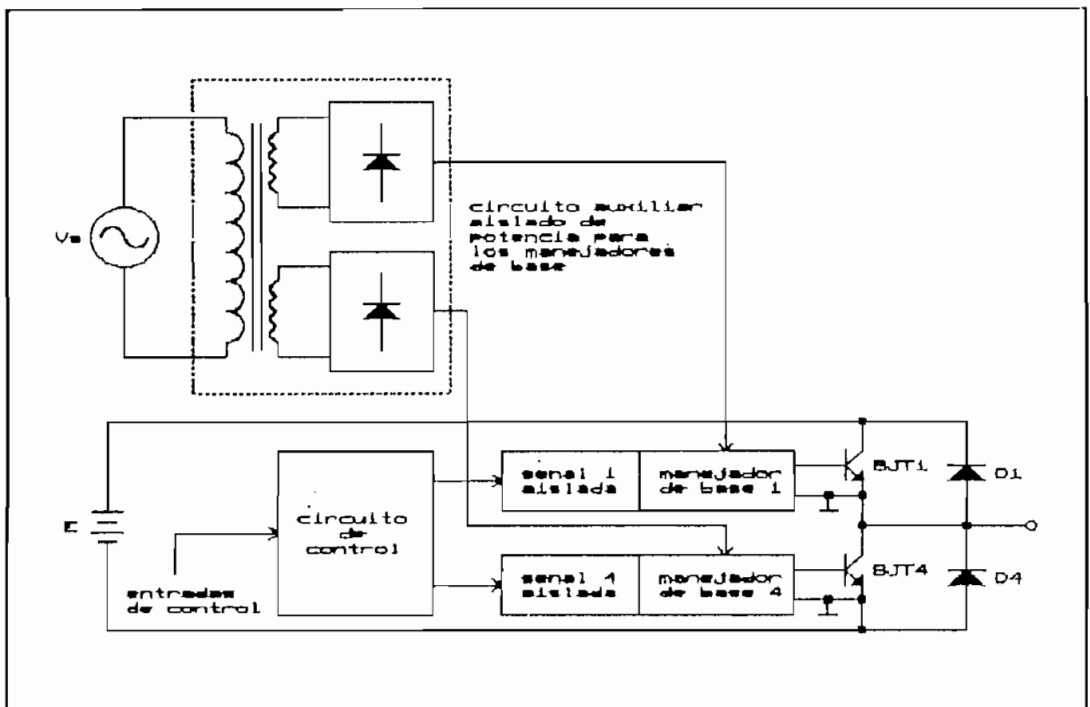 circuito auxiliar
aislado de
potencia para
los manejadores
de base
Vs
E
entradas
de control
circuito
de
control
senal 1
aislada
manejador
de base 1
BJT1
D1
senal 4
aislada
manejador
de base 4
BJT4
D4